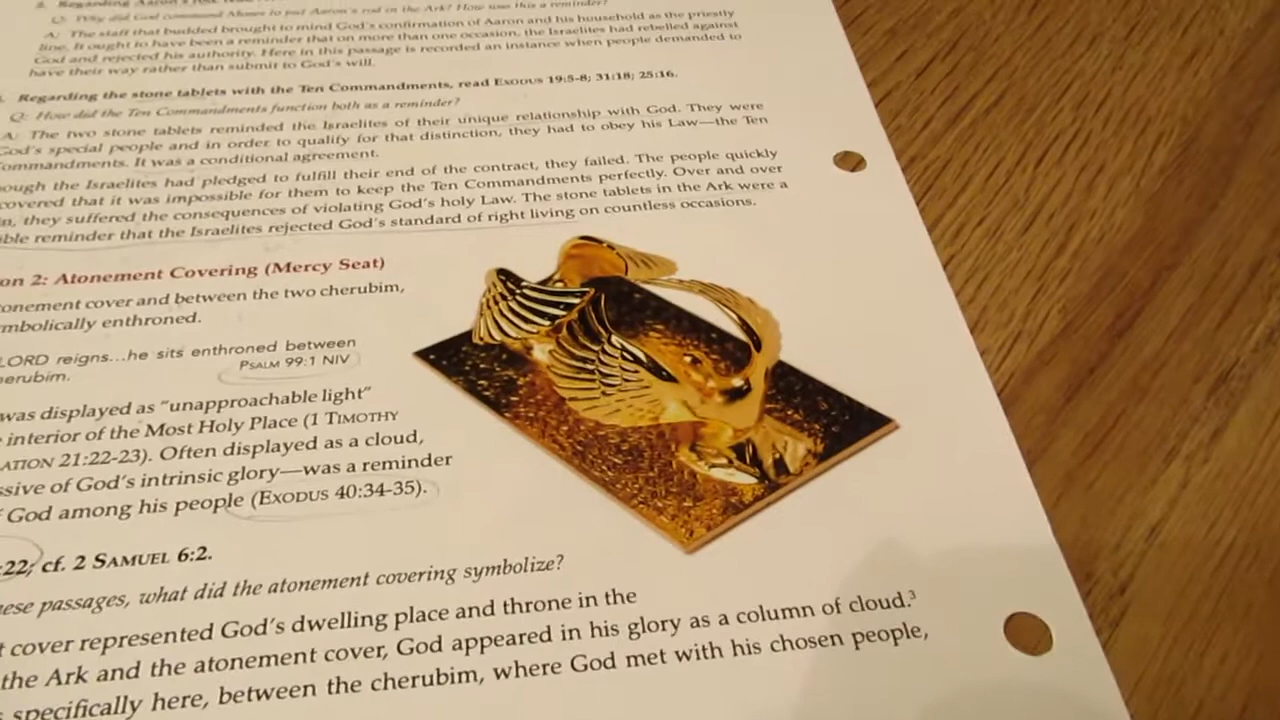 Q: Why did God command Moses to put Aaron's rod in the Ark? How was this a reminder?
A: The staff that budded brought to mind God's confirmation of Aaron and his household as the priestly
line. It ought to have been a reminder that on more than one occasion, the Israelites had rebelled against
God and rejected his authority. Here in this passage is recorded an instance when people demanded to
have their way rather than submit to God's will.
Regarding the stone tablets with the Ten Commandments, read Exodus 19:5-8; 31:18; 25:16.
Q: How did the Ten Commandments function both as a reminder?
A: The two stone tablets reminded the Israelites of their unique relationship with God. They were
God's special people and in order to qualify for that distinction, they had to obey his Law—the Ten
ommandments. It was a conditional agreement.
ough the Israelites had pledged to fulfill their end of the contract, they failed. The people quickly
covered that it was impossible for them to keep the Ten Commandments perfectly. Over and over
n, they suffered the consequences of violating God's holy Law. The stone tablets in the Ark were a
ible reminder that the Israelites rejected God's standard of right living on countless occasions.
on 2: Atonement Covering (Mercy Seat)
tonement cover and between the two cherubim,
mbolically enthroned.
LORD reigns...he sits enthroned between
erubim. Psalm 99:1 NIV
was displayed as "unapproachable light"
interior of the Most Holy Place (1 Timothy
ation 21:22-23). Often displayed as a cloud,
ssive of God's intrinsic glory—was a reminder
God among his people (Exodus 40:34-35).
:22; cf. 2 Samuel 6:2.
ese passages, what did the atonement covering symbolize?
t cover represented God's dwelling place and throne in the
the Ark and the atonement cover, God appeared in his glory as a column of cloud.³
specifically here, between the cherubim, where God met with his chosen people,